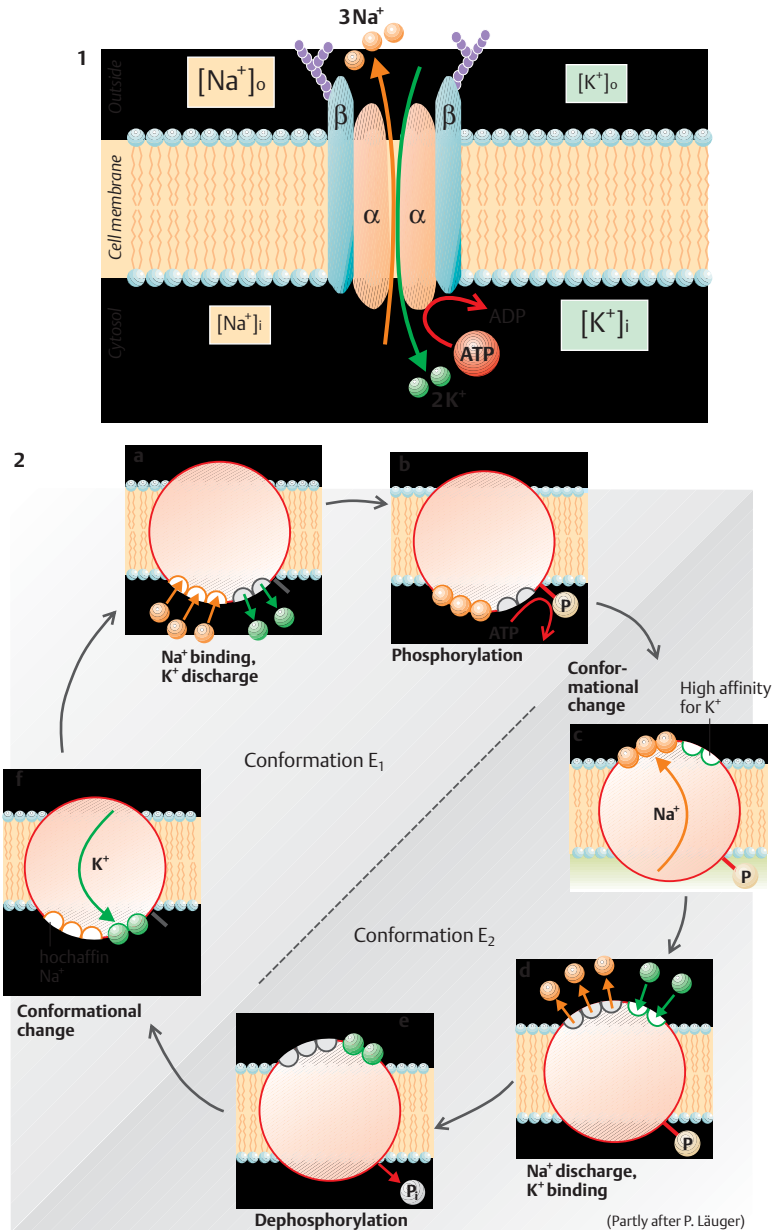 3Na⁺
1
Outside
[Na⁺]o
[K⁺]o
β
β
Cell membrane
α
α
Cytosol
[Na⁺]i
[K⁺]i
ADP
ATP
2K⁺
2
a
Na⁺ binding,
K⁺ discharge
b
ATP
P
Phosphorylation
Confor-
mational
change
High affinity
for K⁺
c
Na⁺
P
Conformation E₁
Conformation E₂
f
K⁺
hochaffin
Na⁺
Conformational
change
d
P
Na⁺ discharge,
K⁺ binding
e
Pi
Dephosphorylation
(Partly after P. Läuger)